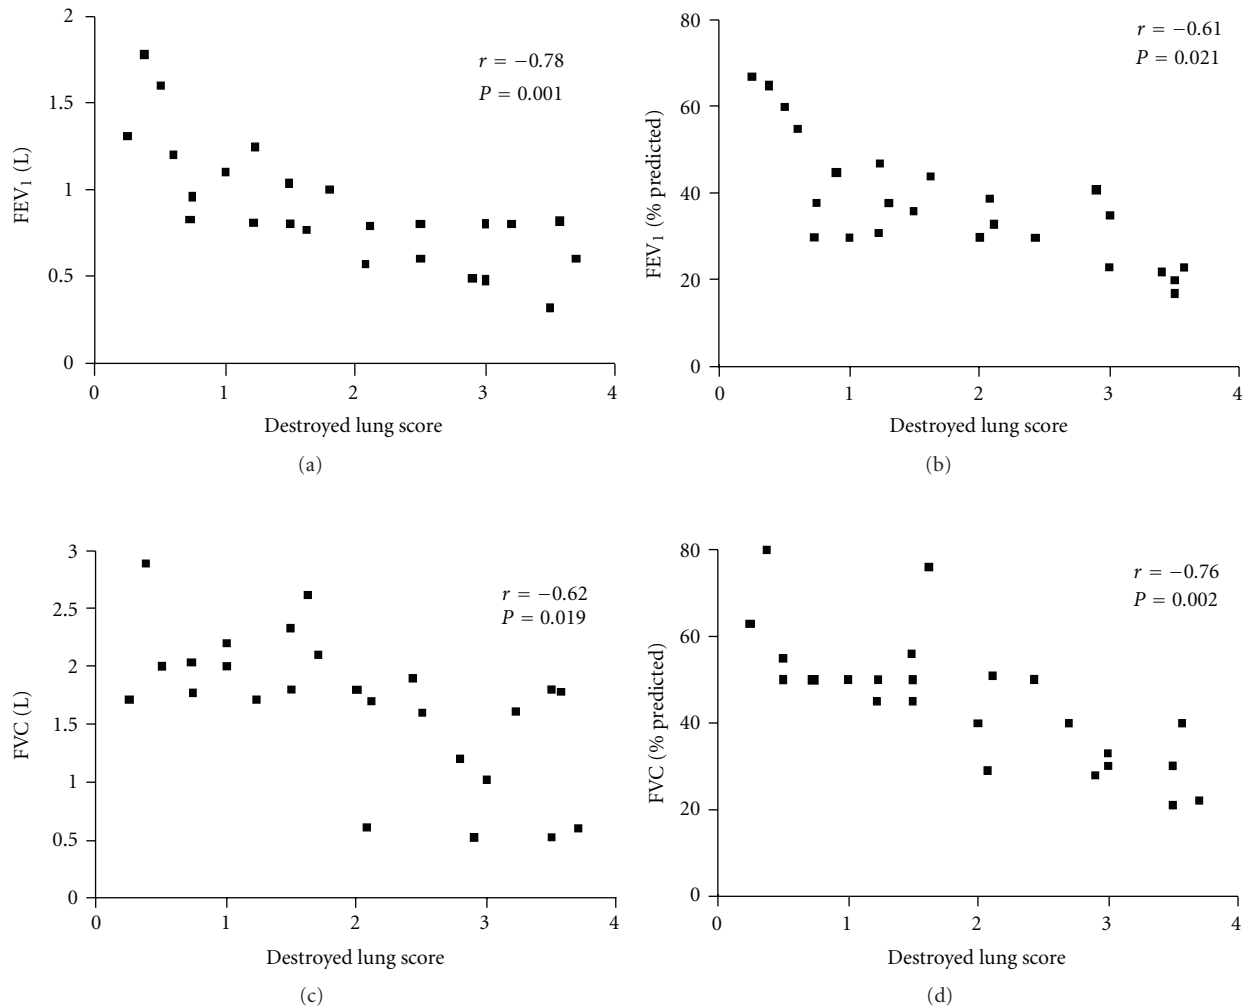 2
1.5
1
0.5
0
FEV₁ (L)
r = −0.78
P = 0.001
0 1 2 3 4
Destroyed lung score
(a)
80
60
40
20
0
FEV₁ (% predicted)
r = −0.61
P = 0.021
0 1 2 3 4
Destroyed lung score
(b)
3
2.5
2
1.5
1
0.5
0
FVC (L)
r = −0.62
P = 0.019
0 1 2 3 4
Destroyed lung score
(c)
80
60
40
20
0
FVC (% predicted)
r = −0.76
P = 0.002
0 1 2 3 4
Destroyed lung score
(d)